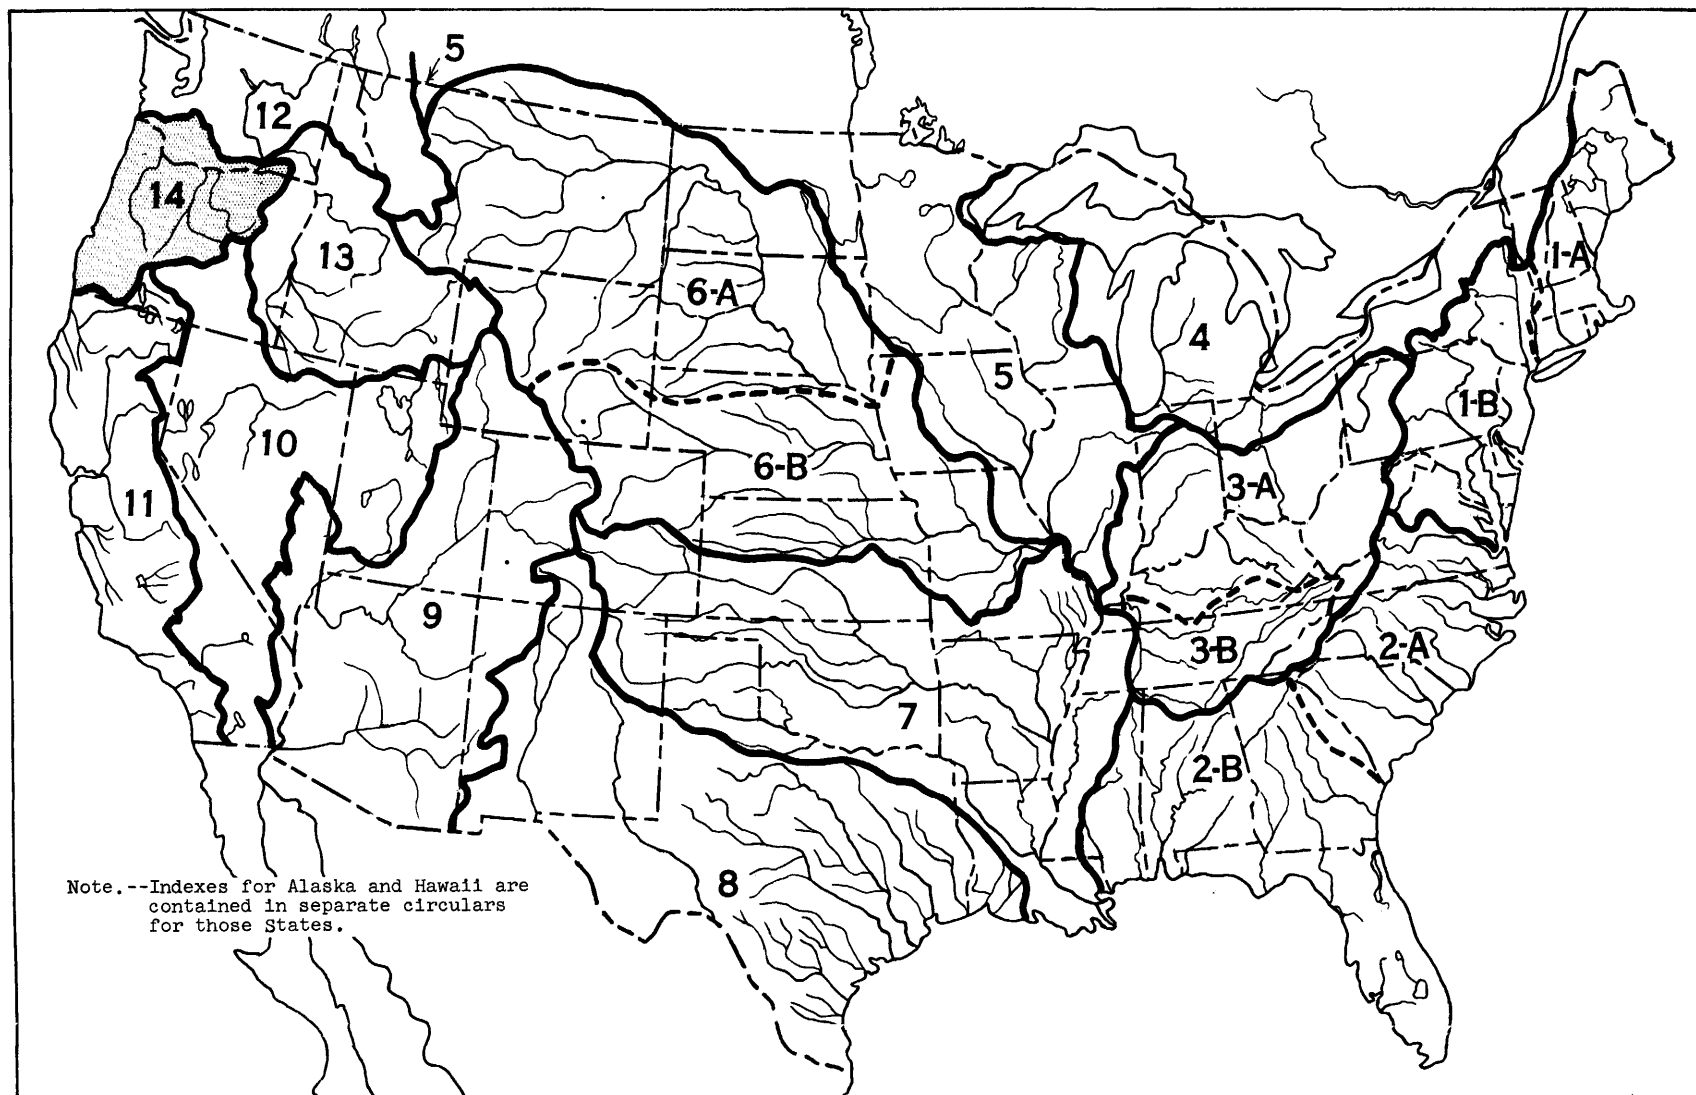 5
12
14
13
1-A
6-A
4
5
1-B
10
6-B
11
3-A
9
3-B
2-A
7
2-B
8
Note.--Indexes for Alaska and Hawaii are
contained in separate circulars
for those States.